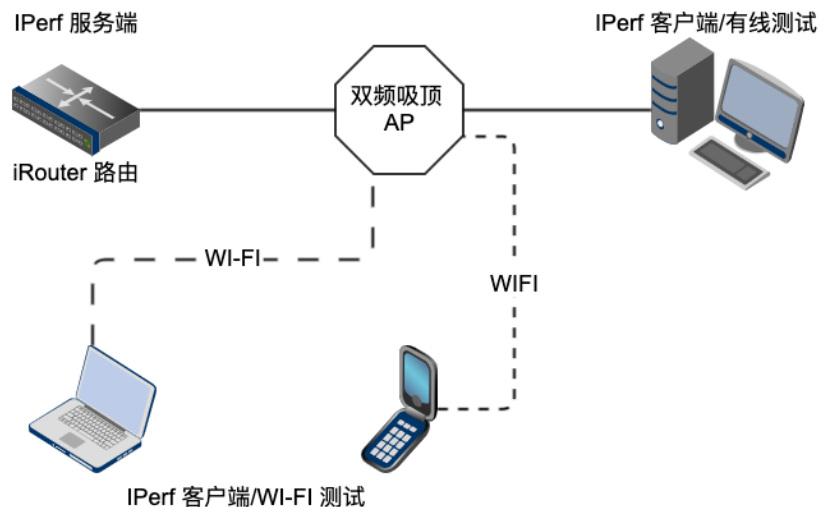 IPerf 服务端
IPerf 客户端/有线测试
双频吸顶
AP
iRouter 路由
WI-FI
WIFI
IPerf 客户端/WI-FI 测试